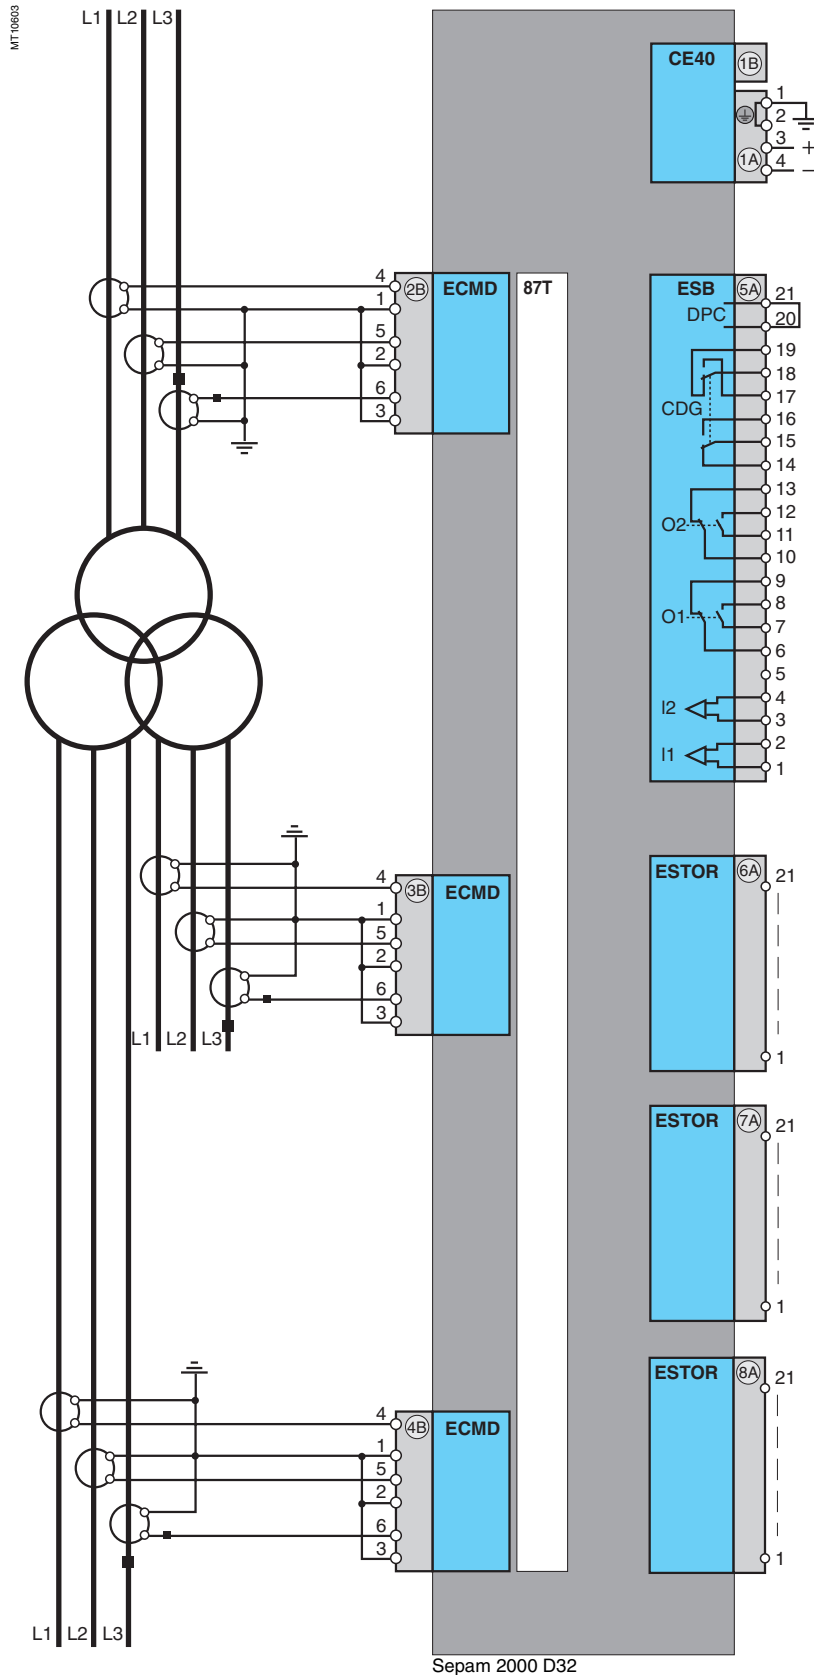 MT10603
L1 L2 L3
CE40 1B
1
2
3 +
1A 4 –
4 2B ECMD 87T
1
5
2
6
3
ESB 5A 21
DPC 20
19
18
17
CDG 16
15
14
13
12
O2 11
10
9
8
O1 7
6
5
4
I2 3
2
I1 1
4 3B ECMD
1
5
2
6
3
L1 L2 L3
ESTOR 6A 21
1
ESTOR 7A 21
1
4 4B ECMD
1
5
2
6
3
ESTOR 8A 21
1
L1 L2 L3
Sepam 2000 D32